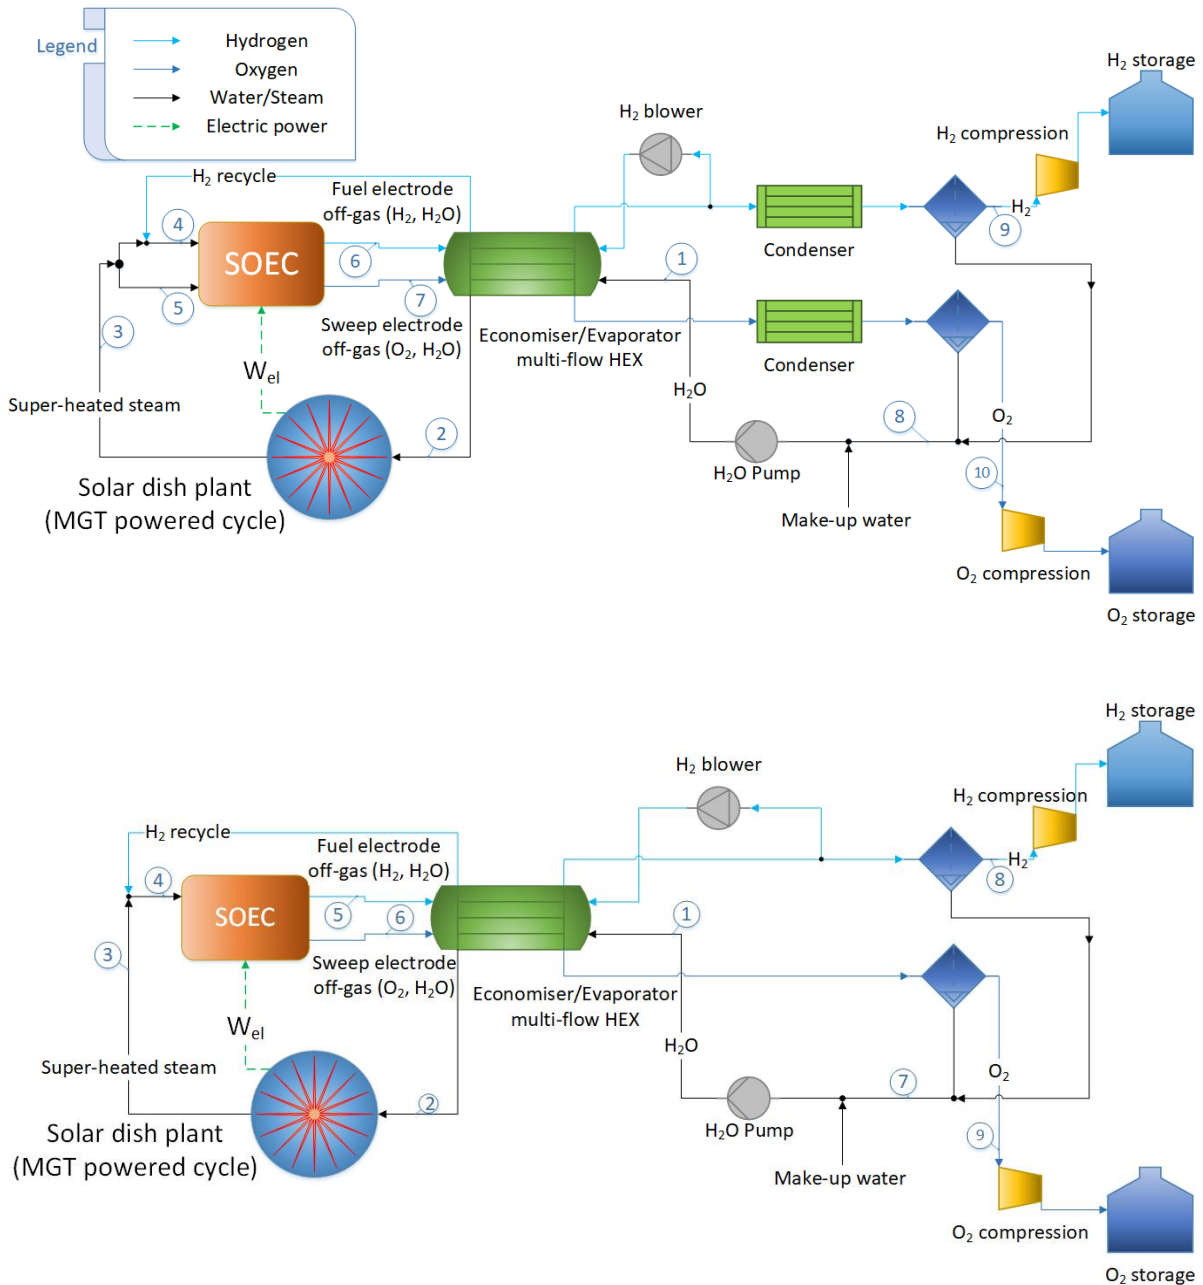 Legend
Hydrogen
Oxygen
Water/Steam
Electric power
H₂ storage
H₂ blower
H₂ compression
H₂ recycle
Fuel electrode
off-gas (H₂, H₂O)
4
6
SOEC
9
H₂
Condenser
1
5
7
3
Sweep electrode
off-gas (O₂, H₂O)
Economiser/Evaporator
multi-flow HEX
Condenser
Wel
H₂O
Super-heated steam
2
8
O₂
H₂O Pump
10
Solar dish plant
(MGT powered cycle)
Make-up water
O₂ compression
O₂ storage
H₂ storage
H₂ blower
H₂ compression
H₂ recycle
Fuel electrode
off-gas (H₂, H₂O)
4
5
6
SOEC
8
H₂
1
3
Sweep electrode
off-gas (O₂, H₂O)
Economiser/Evaporator
multi-flow HEX
Wel
H₂O
Super-heated steam
2
7
O₂
H₂O Pump
9
Solar dish plant
(MGT powered cycle)
Make-up water
O₂ compression
O₂ storage